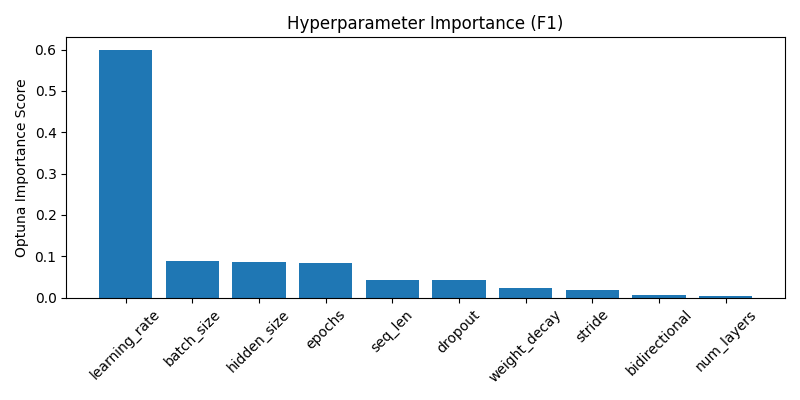 Hyperparameter Importance (F1)
Optuna Importance Score
0.6
0.5
0.4
0.3
0.2
0.1
0.0
learning_rate
batch_size
hidden_size
epochs
seq_len
dropout
weight_decay
stride
bidirectional
num_layers